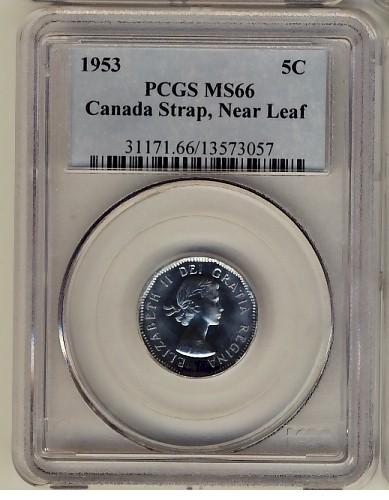 1953 5C
PCGS MS66
Canada Strap, Near Leaf
31171.66/13573057
ELIZABETH II DEI GRATIA REGINA